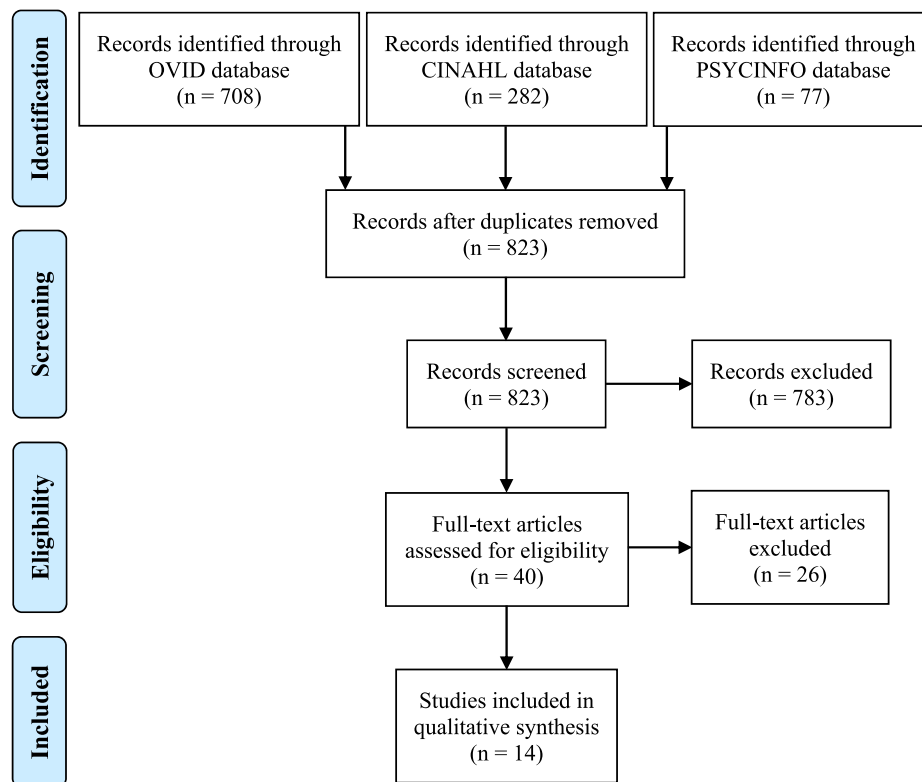 Identification
Records identified through
OVID database
(n = 708)
Records identified through
CINAHL database
(n = 282)
Records identified through
PSYCINFO database
(n = 77)
Records after duplicates removed
(n = 823)
Screening
Records screened
(n = 823)
Records excluded
(n = 783)
Eligibility
Full-text articles
assessed for eligibility
(n = 40)
Full-text articles
excluded
(n = 26)
Included
Studies included in
qualitative synthesis
(n = 14)